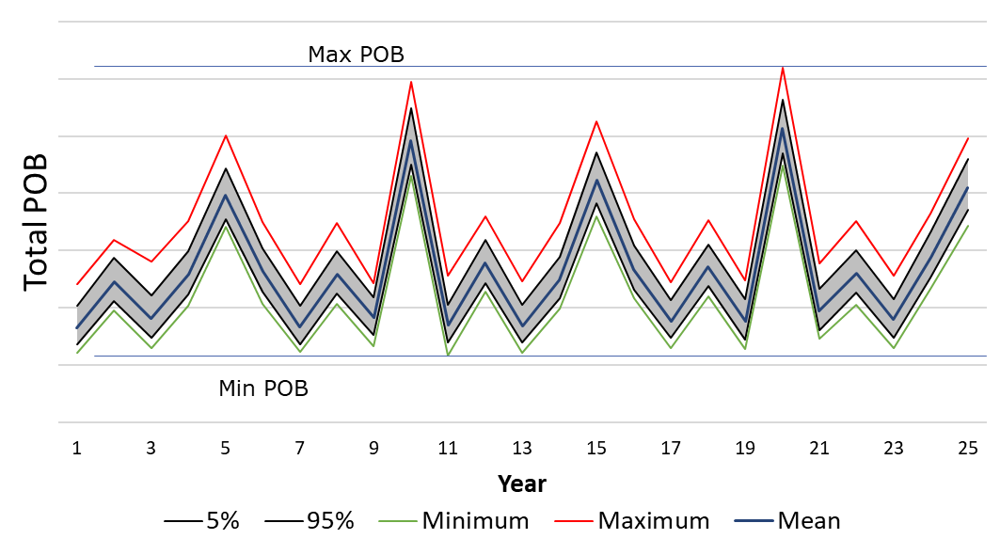 Max POB
Total POB
Min POB
1 3 5 7 9 11 13 15 17 19 21 23 25
Year
5% 95% Minimum Maximum Mean